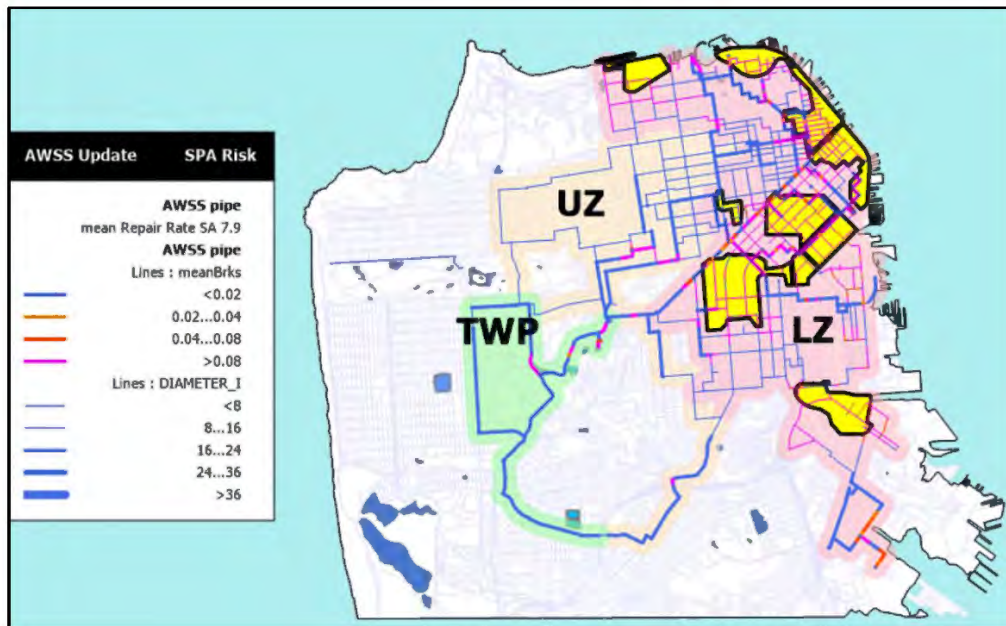 AWSS Update SPA Risk
AWSS pipe
mean Repair Rate SA 7.9
AWSS pipe
Lines : meanBrks
<0.02
0.02...0.04
0.04...0.08
>0.08
Lines : DIAMETER_I
<8
8...16
16...24
24...36
>36
UZ
TWP
LZ